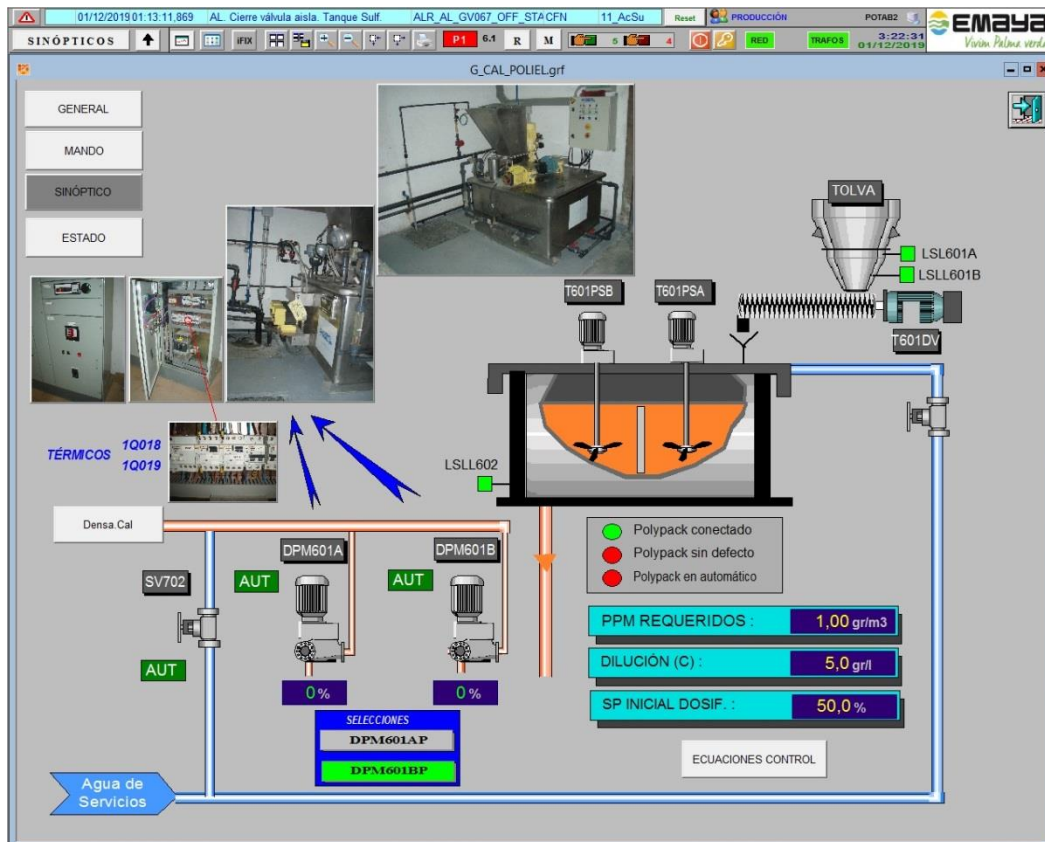 01/12/2019 01:13:11,869 AL. Cierre válvula aisla. Tanque Sulf. ALR_AL_GV067_OFF_STACFN 11_AcSu Reset PRODUCCIÓN POTAB2
SINÓPTICOS iFIX P1 6.1 R M 5 4 RED TRAFOS 3:22:31
01/12/2019
EMAYA
Vivim Palma verda
G_CAL_POLIEL.grf
GENERAL
MANDO
SINÓPTICO
ESTADO
TOLVA
LSL601A
LSLL601B
T601PSB T601PSA
T601DV
TÉRMICOS 1Q018
1Q019
LSLL602
Densa.Cal
DPM601A DPM601B
SV702 AUT AUT
AUT
0 % 0 %
Polypack conectado
Polypack sin defecto
Polypack en automático
PPM REQUERIDOS : 1,00 gr/m3
DILUCIÓN (C) : 5,0 gr/l
SP INICIAL DOSIF. : 50,0 %
SELECCIONES
DPM601AP
DPM601BP
ECUACIONES CONTROL
Agua de
Servicios